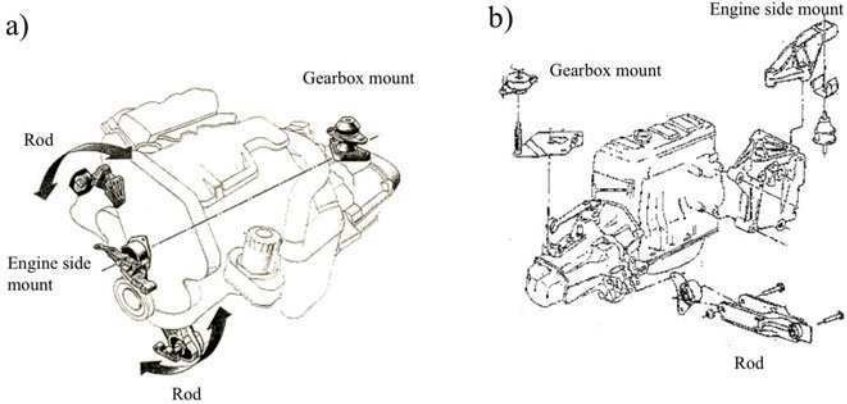 a)
Gearbox mount
Rod
Engine side
mount
Rod
b)
Engine side mount
Gearbox mount
Rod